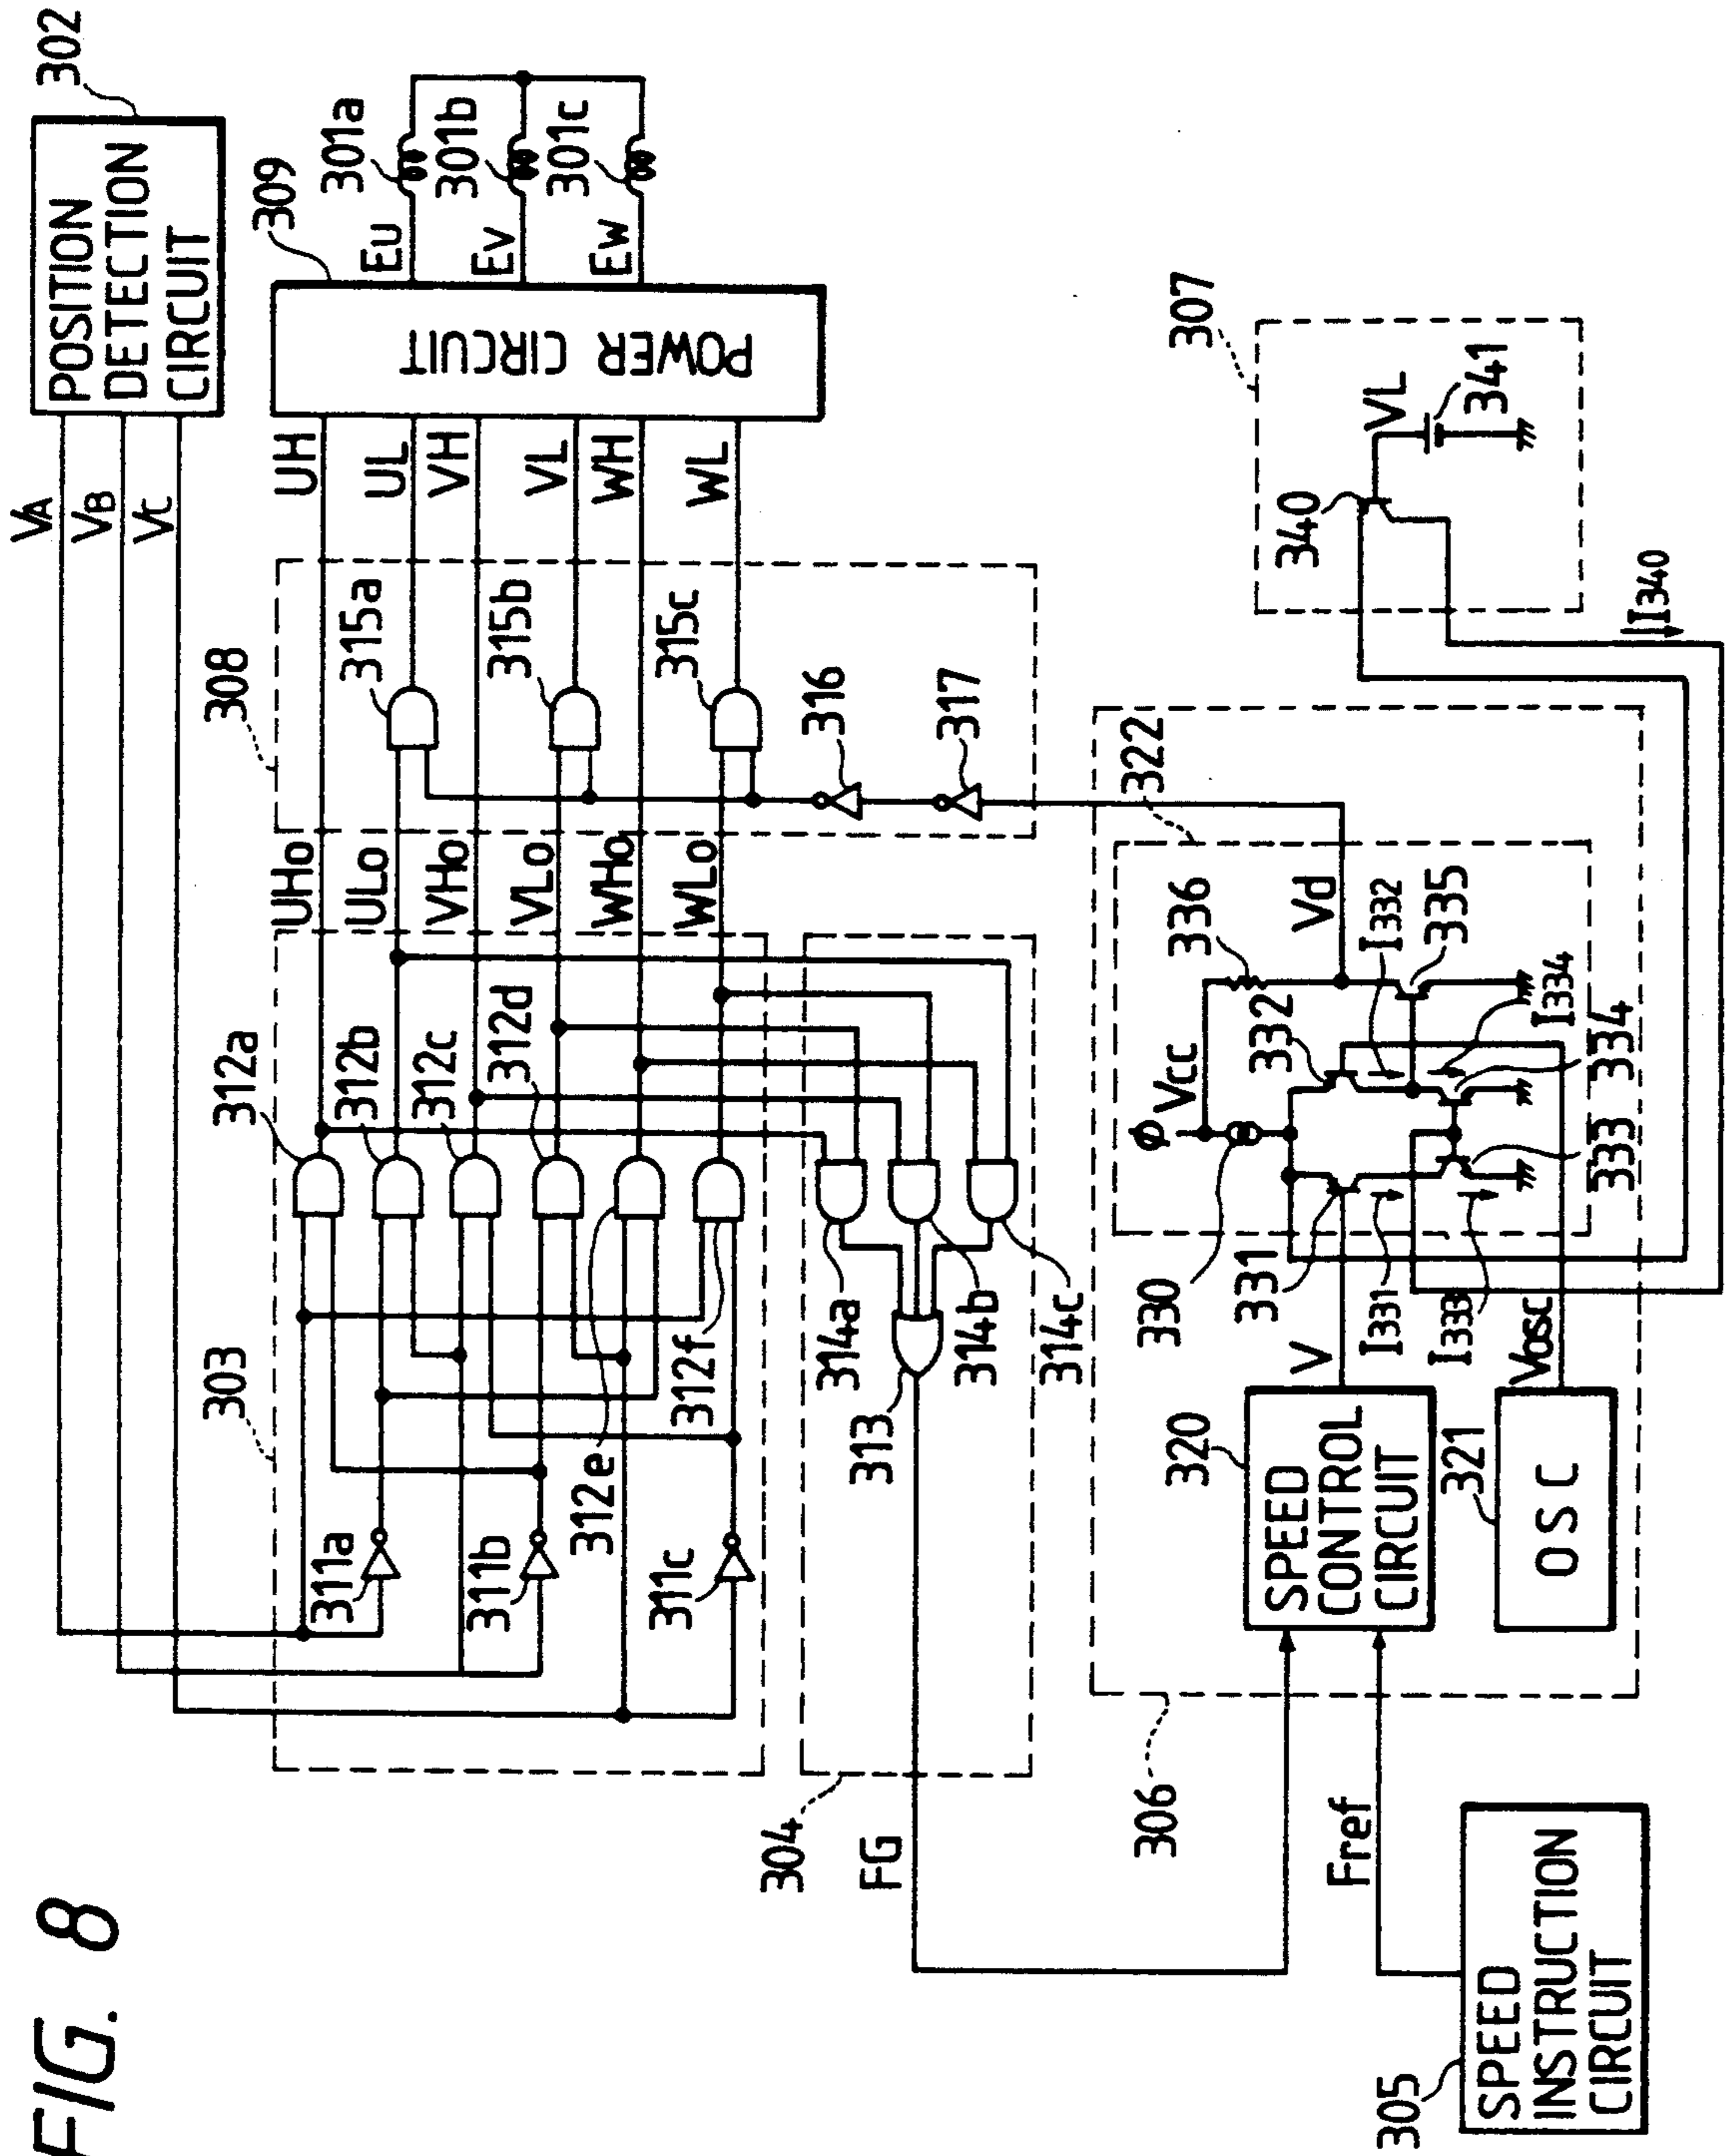 FIG. 8
302
POSITION
DETECTION
CIRCUIT
VA
VB
VC
309
POWER CIRCUIT
EU
EV
EW
301a
301b
301c
UH
UL
VH
VL
WH
WL
308
315a
315b
315c
316
317
UHo
ULo
VHo
VLo
WHo
WLo
303
312a
312b
312c
312d
312e
312f
311a
311b
311c
304
314a
314b
314c
313
FG
307
340
VL
341
I340
306
322
Vcc
336
Vd
332
I332
335
I334
334
333
330
331
V
I331
I333
Vosc
320
SPEED
CONTROL
CIRCUIT
321
OSC
Fref
305
SPEED
INSTRUCTION
CIRCUIT